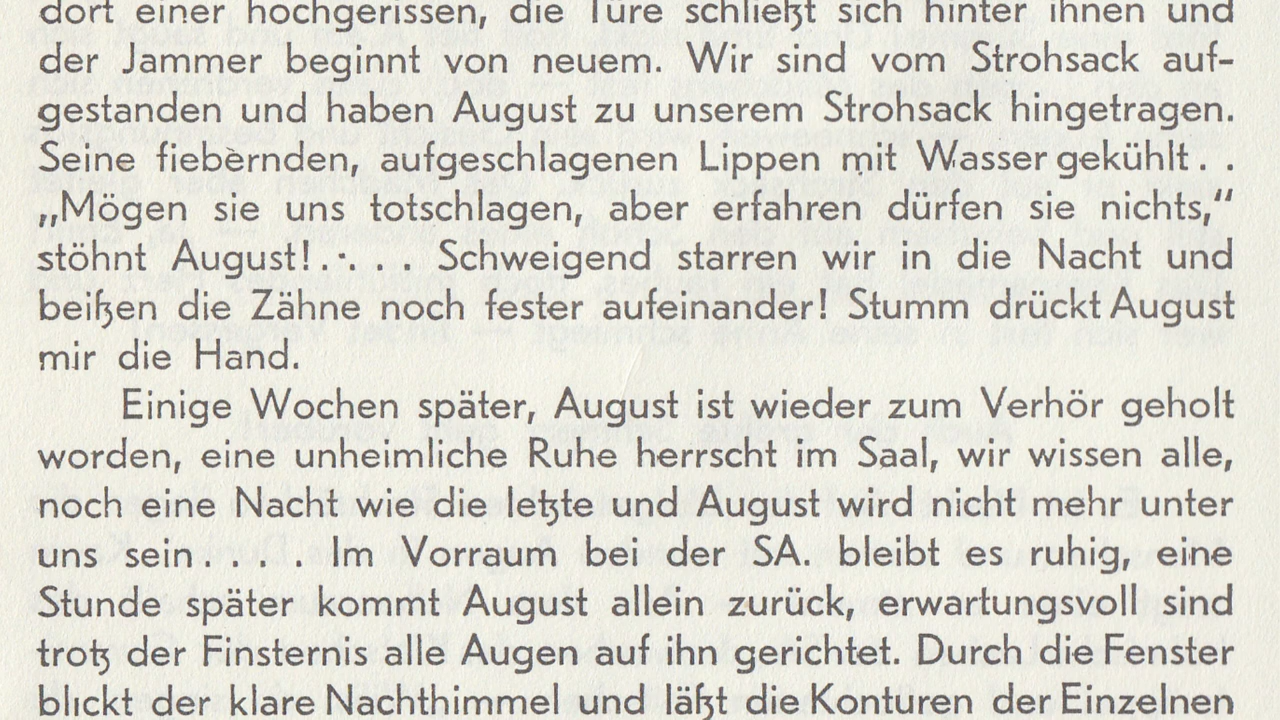 dort einer hochgerissen, die Türe schließt sich hinter ihnen und
der Jammer beginnt von neuem. Wir sind vom Strohsack auf-
gestanden und haben August zu unserem Strohsack hingetragen.
Seine fiebernden, aufgeschlagenen Lippen mit Wasser gekühlt . .
„Mögen sie uns totschlagen, aber erfahren dürfen sie nichts,“
stöhnt August! . . . . Schweigend starren wir in die Nacht und
beißen die Zähne noch fester aufeinander! Stumm drückt August
mir die Hand.
Einige Wochen später, August ist wieder zum Verhör geholt
worden, eine unheimliche Ruhe herrscht im Saal, wir wissen alle,
noch eine Nacht wie die letzte und August wird nicht mehr unter
uns sein . . . . Im Vorraum bei der SA. bleibt es ruhig, eine
Stunde später kommt August allein zurück, erwartungsvoll sind
trotz der Finsternis alle Augen auf ihn gerichtet. Durch die Fenster
blickt der klare Nachthimmel und läßt die Konturen der Einzelnen